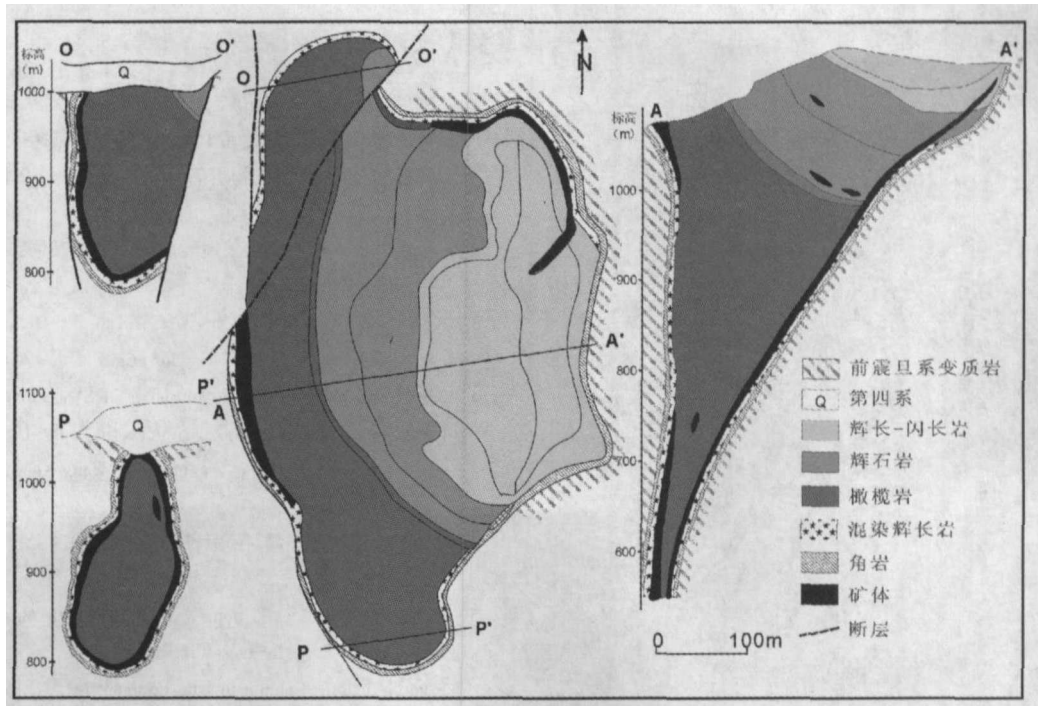 O
O'
标高
(m)
Q
1000
900
800
1100
P
Q
1000
900
800
O
O'
N
P'
A
A'
P
P'
A
A'
标高
(m)
1000
900
800
700
600
前震旦系变质岩
Q
第四系
辉长-闪长岩
辉石岩
橄榄岩
混染辉长岩
角岩
矿体
断层
0
100m